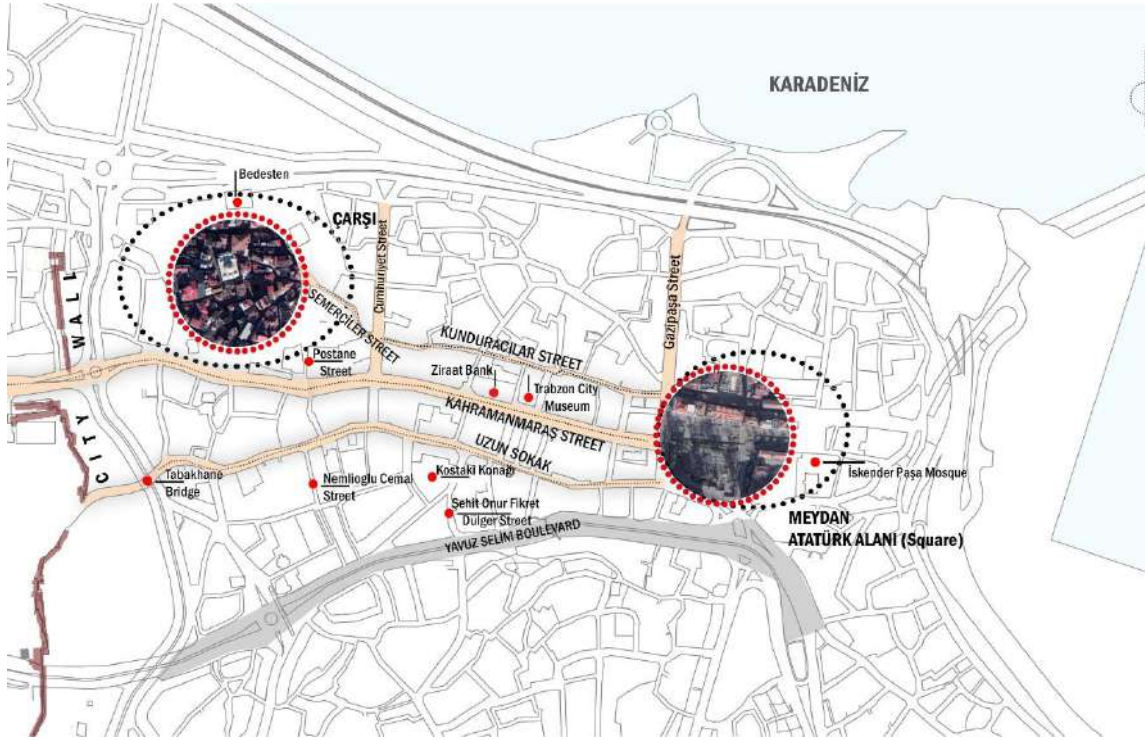 KARADENİZ
Bedesten
ÇARŞI
Cumhuriyet Street
Gazipaşa Street
CITY WALL
SEMERCİLER STREET
KUNDURACILAR STREET
Postane
Street
Ziraat Bank
Trabzon City
Museum
KAHRAMANMARAŞ STREET
UZUN SOKAK
Tabakhane
Bridge
Nemlioglu Cemal
Street
Kostaki Konağı
Şehit Onur Fikret
Dulger Street
YAVUZ SELİM BOULEVARD
İskender Paşa Mosque
MEYDAN
ATATÜRK ALANI (Square)